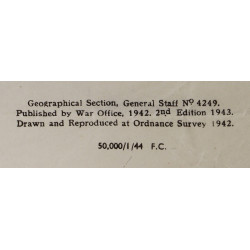 Geographical Section, General Staff Nº 4249.
Published by War Office, 1942. 2nd Edition 1943.
Drawn and Reproduced at Ordnance Survey 1942.
50,000/1/44 F.C.